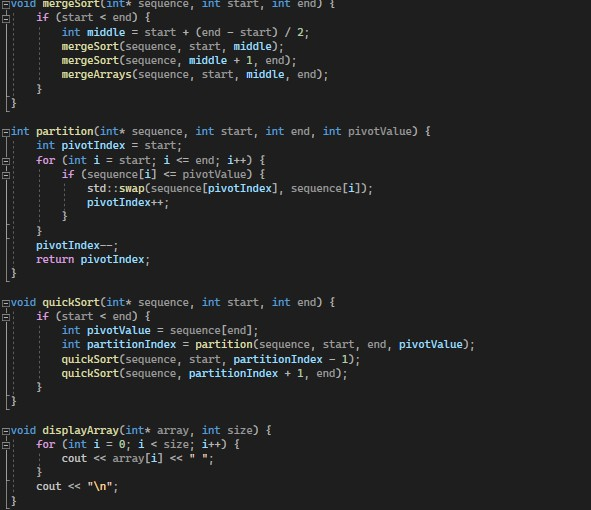 void mergeSort(int* sequence, int start, int end) {
    if (start < end) {
        int middle = start + (end - start) / 2;
        mergeSort(sequence, start, middle);
        mergeSort(sequence, middle + 1, end);
        mergeArrays(sequence, start, middle, end);
    }
}

int partition(int* sequence, int start, int end, int pivotValue) {
    int pivotIndex = start;
    for (int i = start; i <= end; i++) {
        if (sequence[i] <= pivotValue) {
            std::swap(sequence[pivotIndex], sequence[i]);
            pivotIndex++;
        }
    }
    pivotIndex--;
    return pivotIndex;
}

void quickSort(int* sequence, int start, int end) {
    if (start < end) {
        int pivotValue = sequence[end];
        int partitionIndex = partition(sequence, start, end, pivotValue);
        quickSort(sequence, start, partitionIndex - 1);
        quickSort(sequence, partitionIndex + 1, end);
    }
}

void displayArray(int* array, int size) {
    for (int i = 0; i < size; i++) {
        cout << array[i] << " ";
    }
    cout << "\n";
}